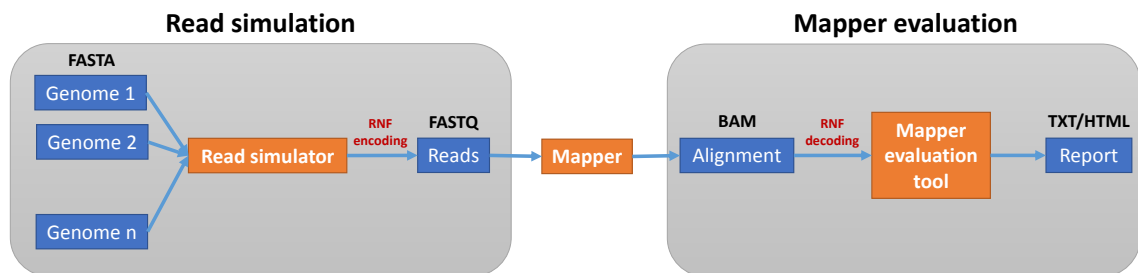 Read simulation
FASTA
Genome 1
Genome 2
Genome n
Read simulator
RNF
encoding
FASTQ
Reads
Mapper
Mapper evaluation
BAM
Alignment
RNF
decoding
Mapper
evaluation
tool
TXT/HTML
Report